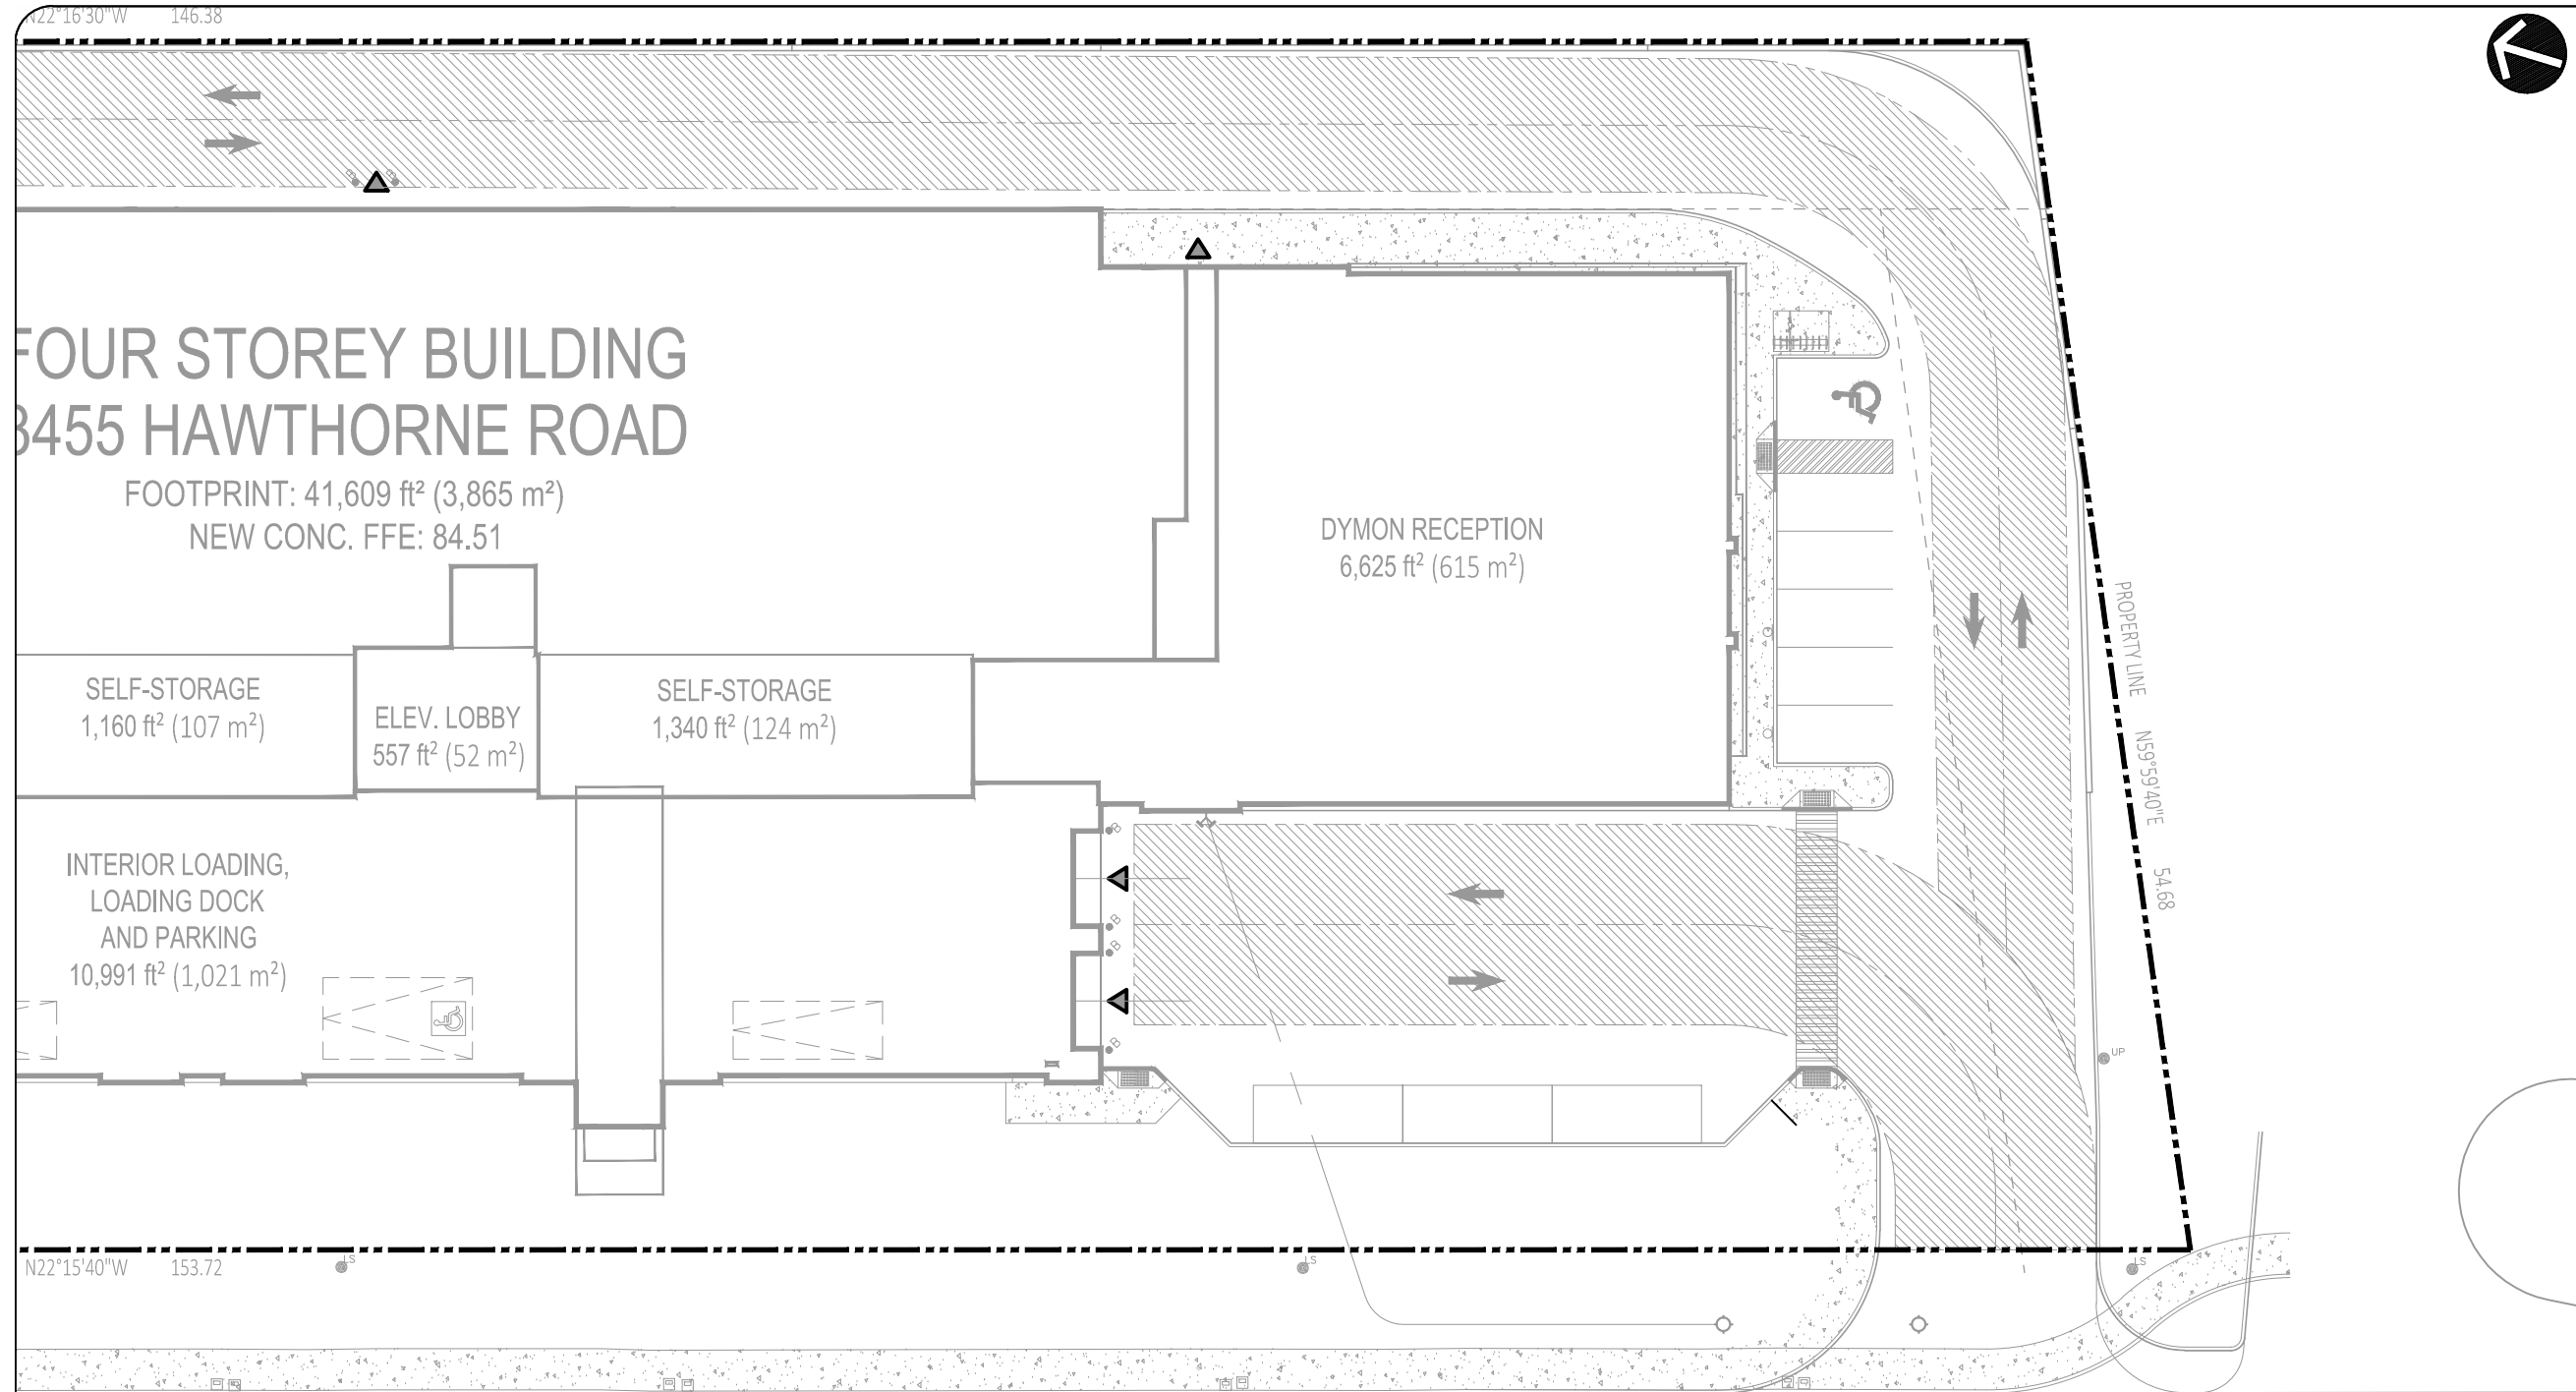 N22°16'30"W 146.38
FOUR STOREY BUILDING
3455 HAWTHORNE ROAD
FOOTPRINT: 41,609 ft² (3,865 m²)
NEW CONC. FFE: 84.51
DYMON RECEPTION
6,625 ft² (615 m²)
SELF-STORAGE
1,160 ft² (107 m²)
ELEV. LOBBY
557 ft² (52 m²)
SELF-STORAGE
1,340 ft² (124 m²)
INTERIOR LOADING,
LOADING DOCK
AND PARKING
10,991 ft² (1,021 m²)
PROPERTY LINE N59°59'40"E 54.68
UP
N22°15'40"W 153.72
LS
LS
LS